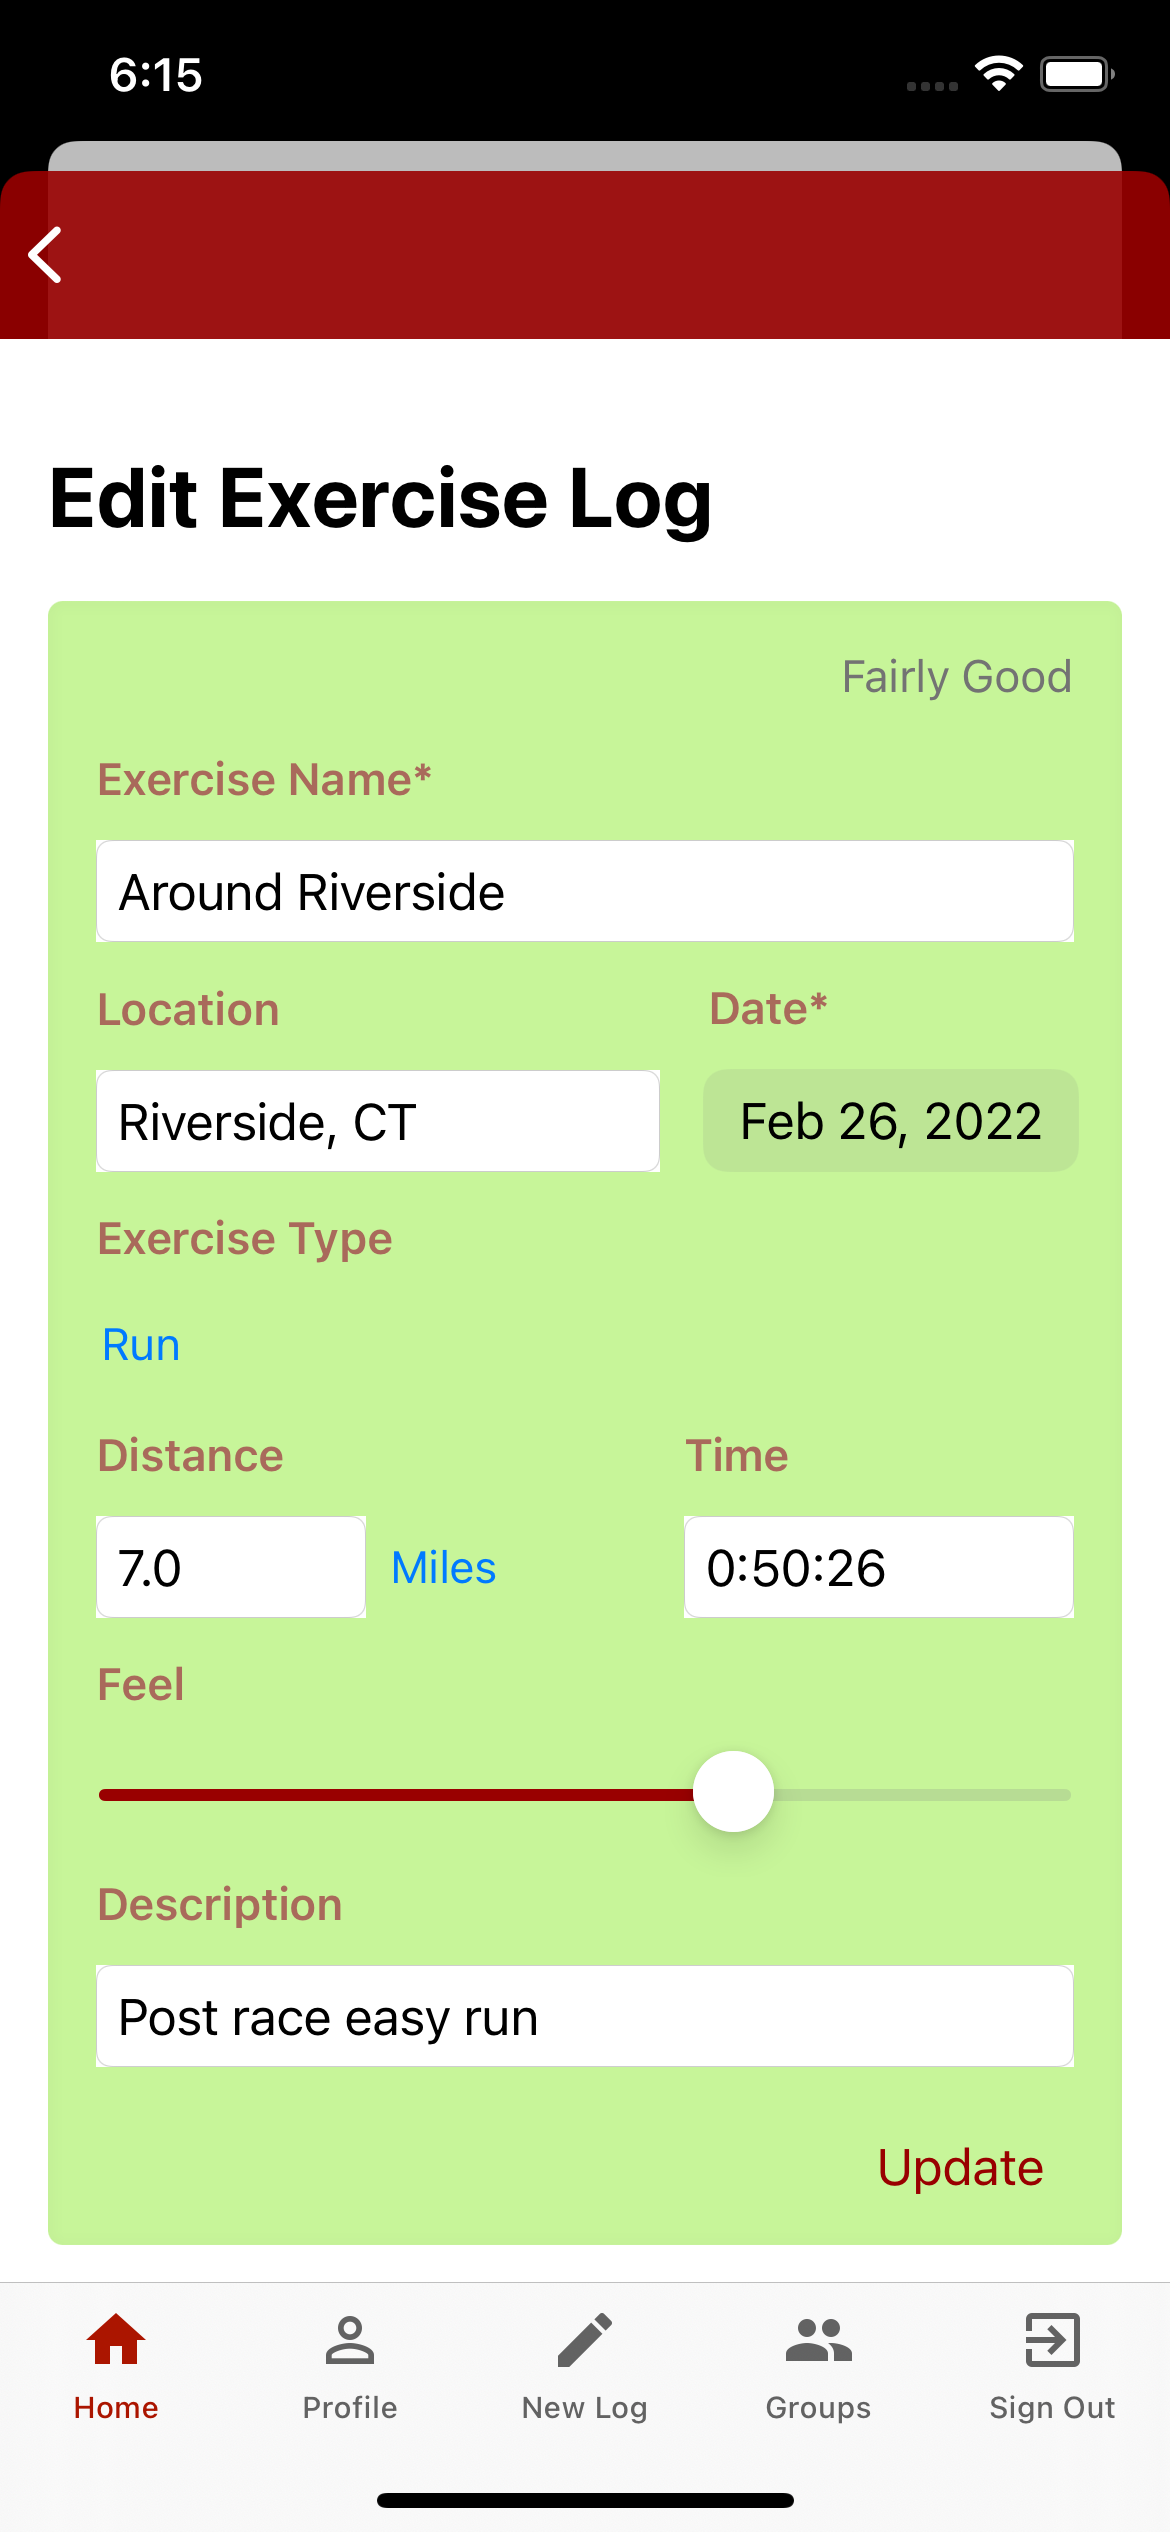 6:15
Edit Exercise Log
Fairly Good
Exercise Name*
Around Riverside
Location Date*
Riverside, CT Feb 26, 2022
Exercise Type
Run
Distance Time
7.0 Miles 0:50:26
Feel
Description
Post race easy run
Update
Home Profile New Log Groups Sign Out